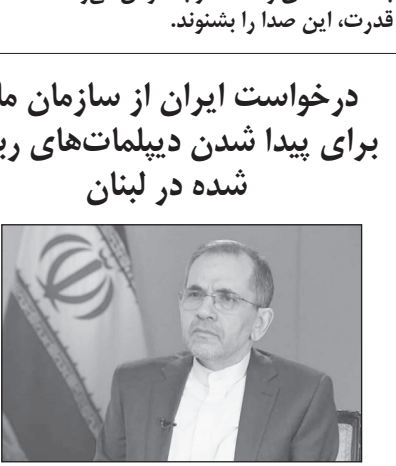 قدرت، این صدا را بشنوند.
درخواست ایران از سازمان
برای پیدا شدن دیپلمات‌های
شده در لبنان